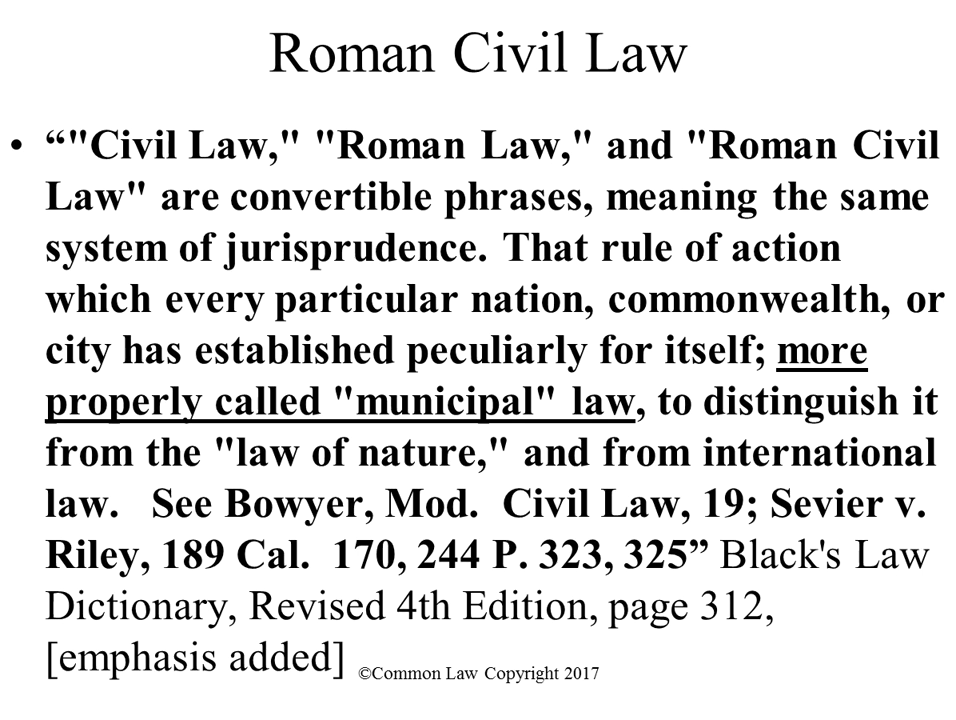 Roman Civil Law
• “"Civil Law," "Roman Law," and "Roman Civil
Law" are convertible phrases, meaning the same
system of jurisprudence. That rule of action
which every particular nation, commonwealth, or
city has established peculiarly for itself; more
properly called "municipal" law, to distinguish it
from the "law of nature," and from international
law.   See Bowyer, Mod.  Civil Law, 19; Sevier v.
Riley, 189 Cal.  170, 244 P. 323, 325” Black's Law
Dictionary, Revised 4th Edition, page 312,
[emphasis added]
©Common Law Copyright 2017